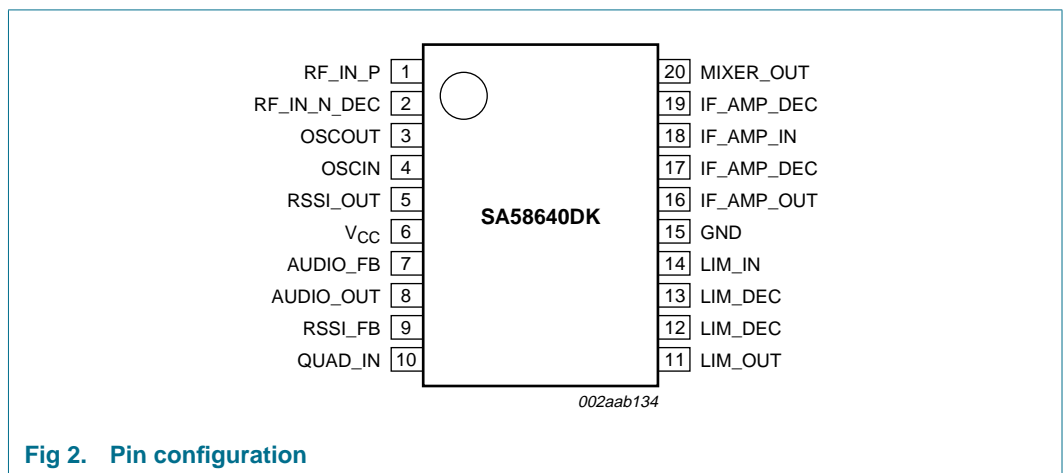 RF_IN_P 1
RF_IN_N_DEC 2
OSCOUT 3
OSCIN 4
RSSI_OUT 5
VCC 6
AUDIO_FB 7
AUDIO_OUT 8
RSSI_FB 9
QUAD_IN 10
SA58640DK
20 MIXER_OUT
19 IF_AMP_DEC
18 IF_AMP_IN
17 IF_AMP_DEC
16 IF_AMP_OUT
15 GND
14 LIM_IN
13 LIM_DEC
12 LIM_DEC
11 LIM_OUT
002aab134
Fig 2. Pin configuration